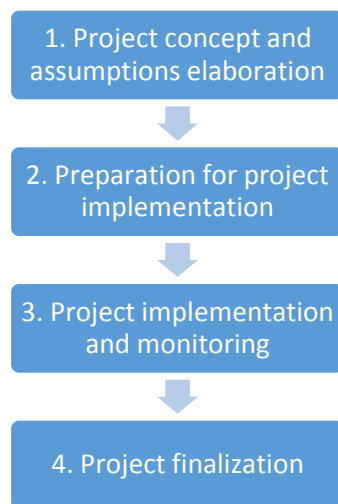 1. Project concept and
assumptions elaboration
2. Preparation for project
implementation
3. Project implementation
and monitoring
4. Project finalization